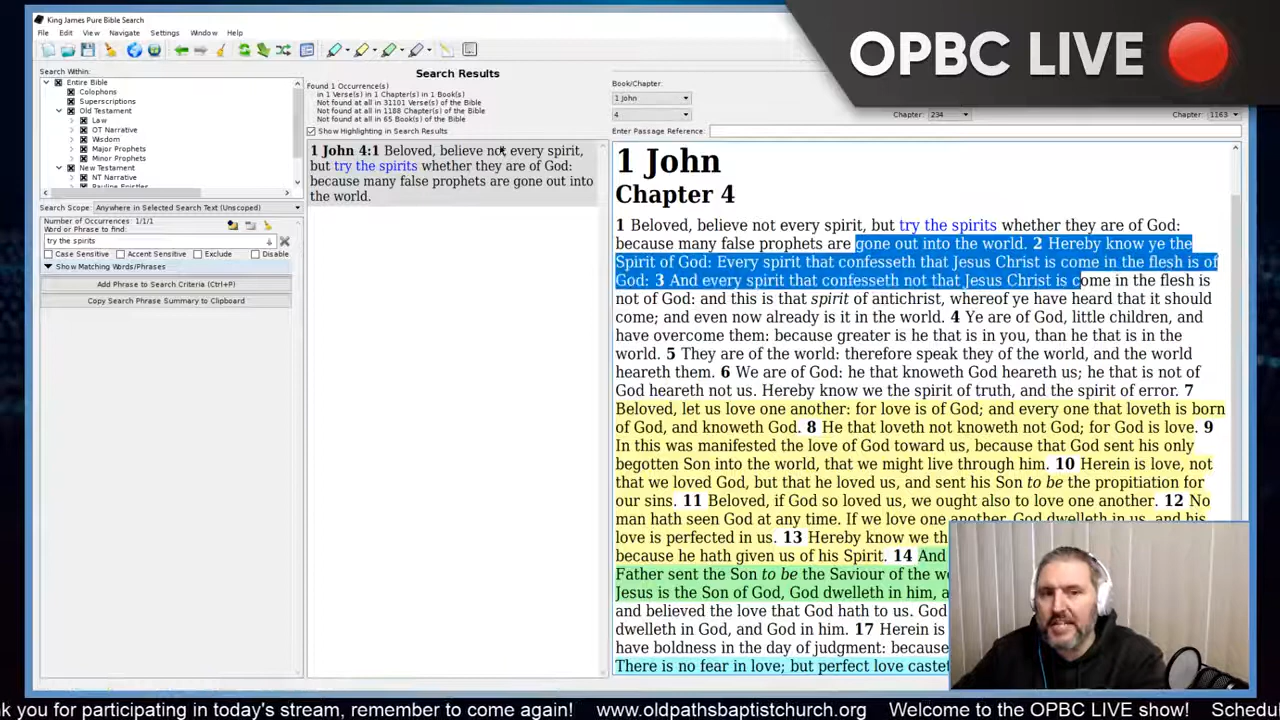 King James Pure Bible Search
File Edit View Navigate Settings Window Help
OPBC LIVE
Search Within:
Entire Bible
Colophons
Superscriptions
Old Testament
Law
OT Narrative
Wisdom
Major Prophets
Minor Prophets
New Testament
NT Narrative
Pauline Epistles
Search Scope: Anywhere in Selected Search Text (Unscoped)
Number of Occurrences: 1/1/1
Word or Phrase to find:
try the spirits
Case Sensitive Accent Sensitive Exclude Disable
Show Matching Words/Phrases
Add Phrase to Search Criteria (Ctrl+P)
Copy Search Phrase Summary to Clipboard
Search Results
Found 1 Occurrence(s)
in 1 Verse(s) in 1 Chapter(s) in 1 Book(s)
Not found at all in 31101 Verse(s) of the Bible
Not found at all in 1188 Chapter(s) of the Bible
Not found at all in 65 Book(s) of the Bible
Show Highlighting in Search Results
1 John 4:1 Beloved, believe not every spirit,
but try the spirits whether they are of God:
because many false prophets are gone out into
the world.
Book/Chapter:
1 John
4
Chapter: 234
Chapter: 1163
Enter Passage Reference:
1 John
Chapter 4
1 Beloved, believe not every spirit, but try the spirits whether they are of God:
because many false prophets are gone out into the world. 2 Hereby know ye the
Spirit of God: Every spirit that confesseth that Jesus Christ is come in the flesh is of
God: 3 And every spirit that confesseth not that Jesus Christ is come in the flesh is
not of God: and this is that spirit of antichrist, whereof ye have heard that it should
come; and even now already is it in the world. 4 Ye are of God, little children, and
have overcome them: because greater is he that is in you, than he that is in the
world. 5 They are of the world: therefore speak they of the world, and the world
heareth them. 6 We are of God: he that knoweth God heareth us; he that is not of
God heareth not us. Hereby know we the spirit of truth, and the spirit of error. 7
Beloved, let us love one another: for love is of God; and every one that loveth is born
of God, and knoweth God. 8 He that loveth not knoweth not God; for God is love. 9
In this was manifested the love of God toward us, because that God sent his only
begotten Son into the world, that we might live through him. 10 Herein is love, not
that we loved God, but that he loved us, and sent his Son to be the propitiation for
our sins. 11 Beloved, if God so loved us, we ought also to love one another. 12 No
man hath seen God at any time. If we love one another, God dwelleth in us, and his
love is perfected in us. 13 Hereby know we th
because he hath given us of his Spirit. 14 And
Father sent the Son to be the Saviour of the wo
Jesus is the Son of God, God dwelleth in him, a
and believed the love that God hath to us. God
dwelleth in God, and God in him. 17 Herein is
have boldness in the day of judgment: because
There is no fear in love; but perfect love castet
nk you for participating in today's stream, remember to come again! www.oldpathsbaptistchurch.org Welcome to the OPBC LIVE show! Schedu